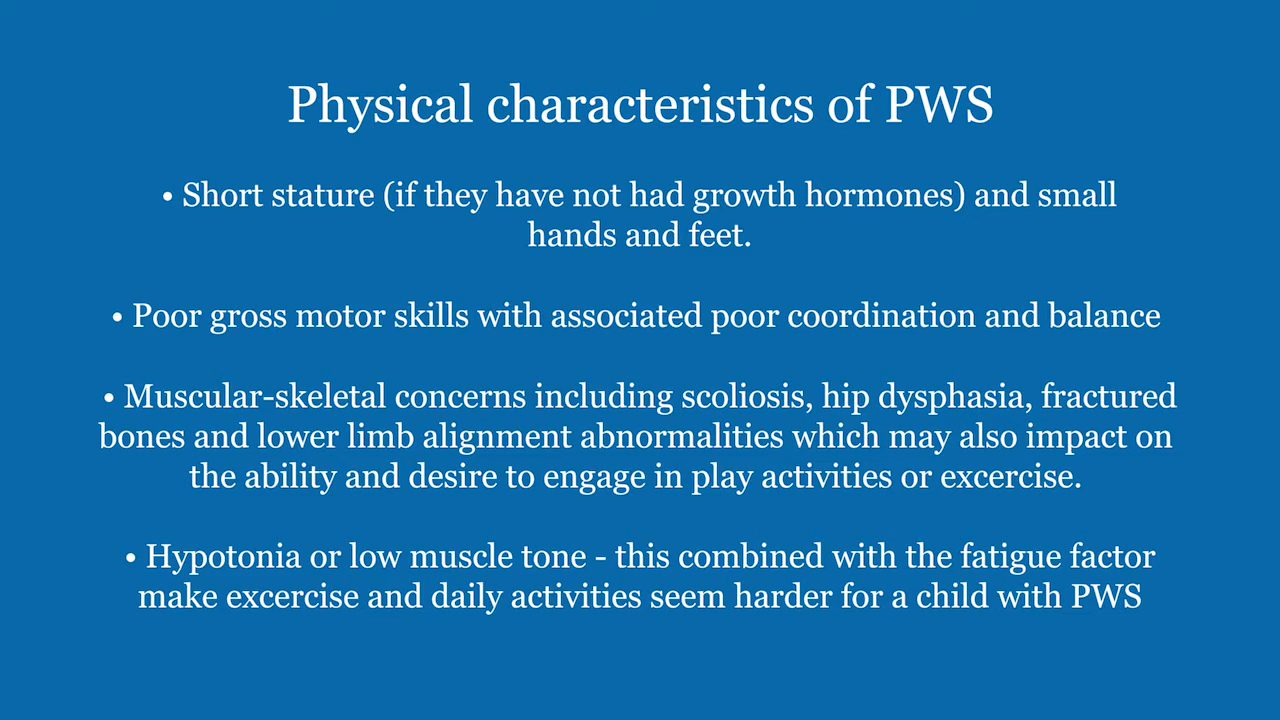 Physical characteristics of PWS
• Short stature (if they have not had growth hormones) and small
hands and feet.
• Poor gross motor skills with associated poor coordination and balance
• Muscular-skeletal concerns including scoliosis, hip dysphasia, fractured
bones and lower limb alignment abnormalities which may also impact on
the ability and desire to engage in play activities or excercise.
• Hypotonia or low muscle tone - this combined with the fatigue factor
make excercise and daily activities seem harder for a child with PWS